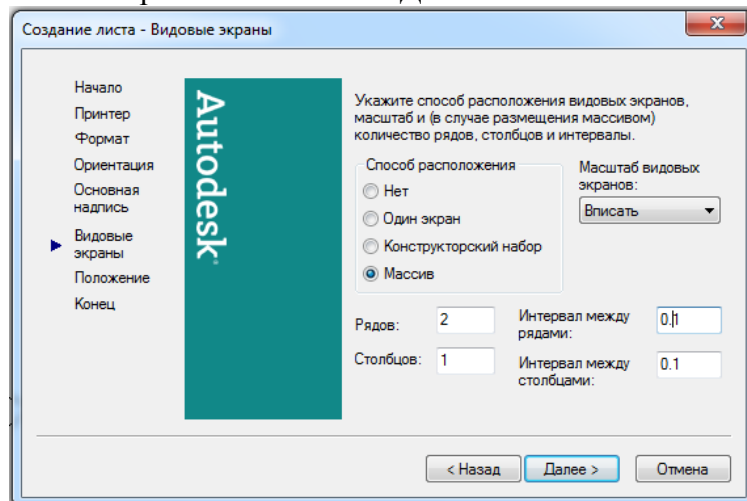 Создание листа - Видовые экраны
Начало
Принтер
Формат
Ориентация
Основная
надпись
Видовые
экраны
Положение
Конец
Autodesk
Укажите способ расположения видовых экранов,
масштаб и (в случае размещения массивом)
количество рядов, столбцов и интервалы.
Способ расположения
Нет
Один экран
Конструкторский набор
Массив
Масштаб видовых
экранов:
Вписать
Рядов: 2
Интервал между
рядами: 0.1
Столбцов: 1
Интервал между
столбцами: 0.1
< Назад Далее > Отмена